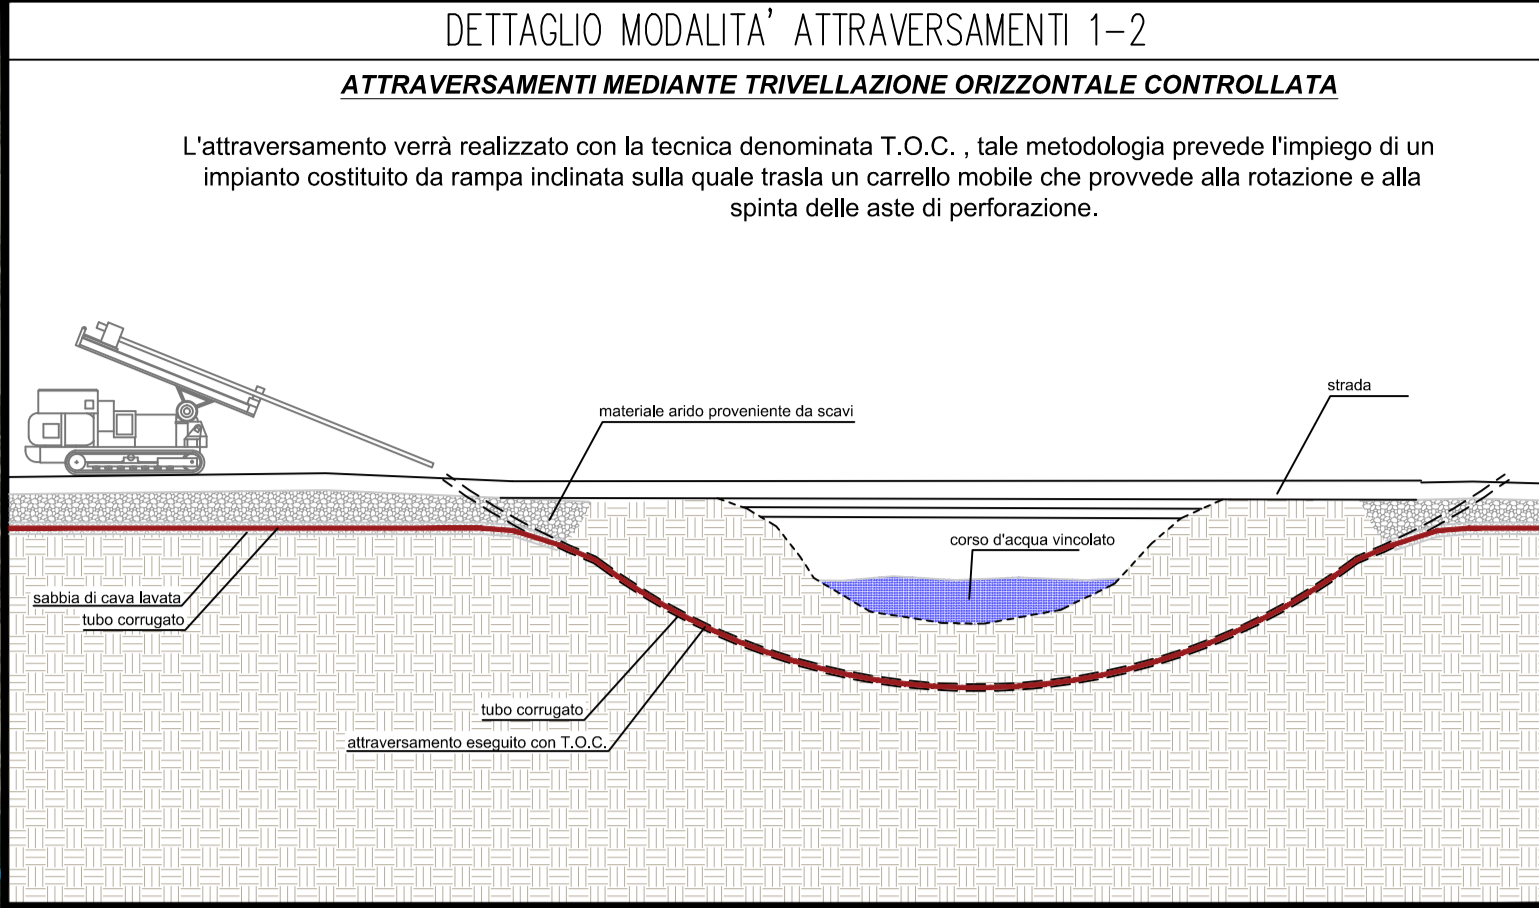 DETTAGLIO MODALITA' ATTRAVERSAMENTI 1-2
ATTRAVERSAMENTI MEDIANTE TRIVELLAZIONE ORIZZONTALE CONTROLLATA
L'attraversamento verrà realizzato con la tecnica denominata T.O.C. , tale metodologia prevede l'impiego di un
impianto costituito da rampa inclinata sulla quale trasla un carrello mobile che provvede alla rotazione e alla
spinta delle aste di perforazione.
strada
materiale arido proveniente da scavi
corso d'acqua vincolato
sabbia di cava lavata
tubo corrugato
tubo corrugato
attraversamento eseguito con T.O.C.